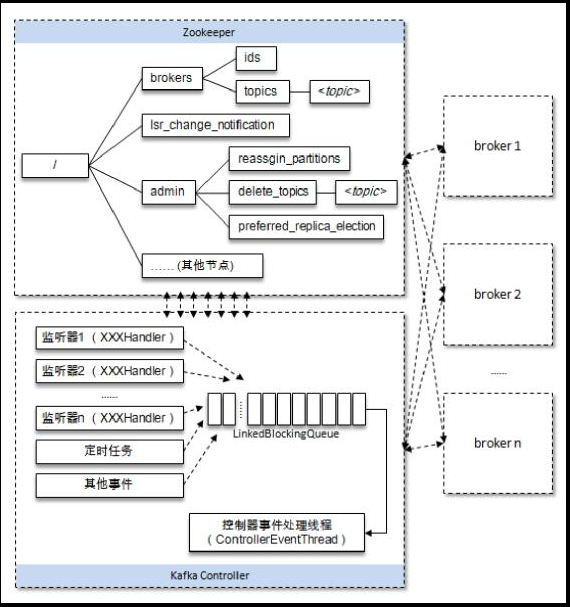 Zookeeper
ids
brokers
topics
<topic>
Isr_change_notification
/
reassgin_partitions
admin
delete_topics
<topic>
preferred_replica_election
…… (其他节点)
broker 1
broker 2
......
broker n
监听器1 （ XXXHandler ）
监听器2 （ XXXHandler ）
......
监听器n（ XXXHandler ）
定时任务
其他事件
LinkedBlockingQueue
控制器事件处理线程
（ControllerEventThread ）
Kafka Controller